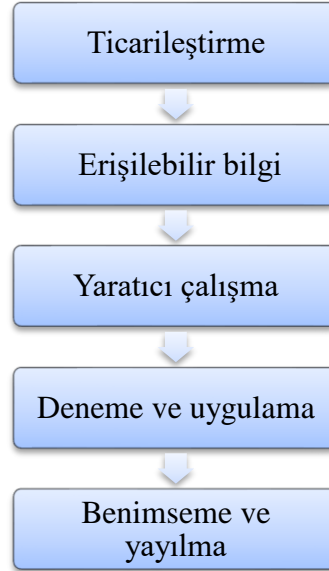 Ticarileştirme
Erişilebilir bilgi
Yaratıcı çalışma
Deneme ve uygulama
Benimseme ve
yayılma